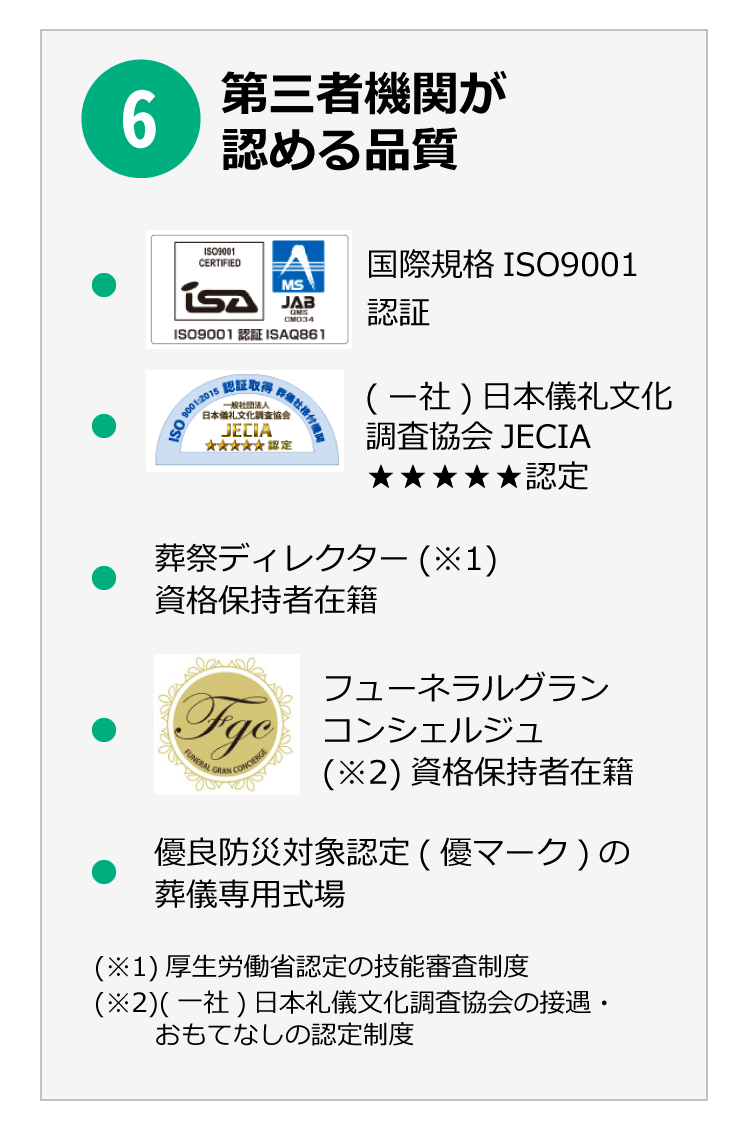 6
第三者機関が
認める品質
ISO9001
CERTIFIED
isa
MS
JAB
QMS
CM034
ISO9001 認証 ISAQ861
国際規格 ISO9001
認証
ISO 9001:2015 認証取得 葬儀社格付機関
一般社団法人
日本儀礼文化調査協会
JECIA
★★★★★ 認定
( 一社 ) 日本儀礼文化
調査協会 JECIA
★★★★★認定
葬祭ディレクター (※1)
資格保持者在籍
Fgc
FUNERAL GRAN CONCIERGE
フューネラルグラン
コンシェルジュ
(※2) 資格保持者在籍
優良防災対象認定 ( 優マーク ) の
葬儀専用式場
(※1) 厚生労働省認定の技能審査制度
(※2)( 一社 ) 日本礼儀文化調査協会の接遇・
おもてなしの認定制度